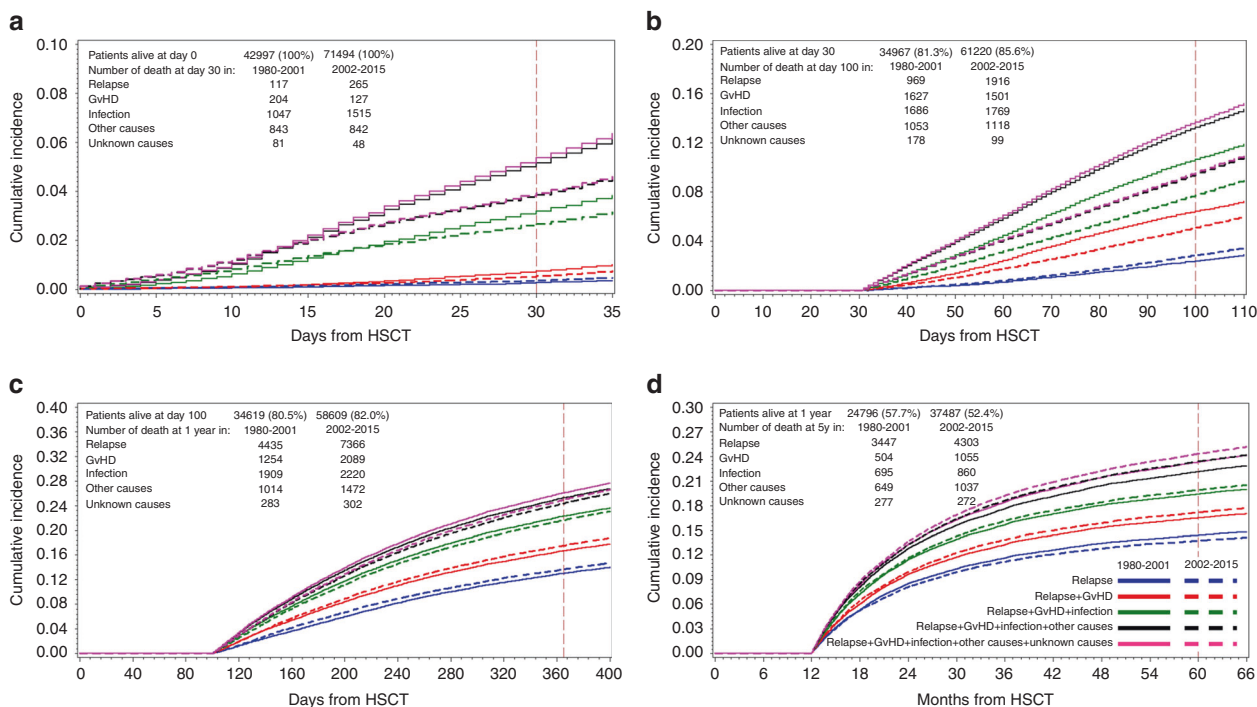 a
0.10
0.08
0.06
0.04
0.02
0.00
Cumulative incidence
Patients alive at day 0 42997 (100%) 71494 (100%)
Number of death at day 30 in: 1980-2001 2002-2015
Relapse 117 265
GvHD 204 127
Infection 1047 1515
Other causes 843 842
Unknown causes 81 48
0 5 10 15 20 25 30 35
Days from HSCT
b
0.20
0.16
0.12
0.08
0.04
0.00
Cumulative incidence
Patients alive at day 30 34967 (81.3%) 61220 (85.6%)
Number of death at day 100 in: 1980-2001 2002-2015
Relapse 969 1916
GvHD 1627 1501
Infection 1686 1769
Other causes 1053 1118
Unknown causes 178 99
0 10 20 30 40 50 60 70 80 90 100 110
Days from HSCT
c
0.40
0.36
0.32
0.28
0.24
0.20
0.16
0.12
0.08
0.04
0.00
Cumulative incidence
Patients alive at day 100 34619 (80.5%) 58609 (82.0%)
Number of death at 1 year in: 1980-2001 2002-2015
Relapse 4435 7366
GvHD 1254 2089
Infection 1909 2220
Other causes 1014 1472
Unknown causes 283 302
0 40 80 120 160 200 240 280 320 360 400
Days from HSCT
d
0.30
0.27
0.24
0.21
0.18
0.15
0.12
0.09
0.06
0.03
0.00
Cumulative incidence
Patients alive at 1 year 24796 (57.7%) 37487 (52.4%)
Number of death at 5y in: 1980-2001 2002-2015
Relapse 3447 4303
GvHD 504 1055
Infection 695 860
Other causes 649 1037
Unknown causes 277 272
1980-2001 2002-2015
Relapse
Relapse+GvHD
Relapse+GvHD+infection
Relapse+GvHD+infection+other causes
Relapse+GvHD+infection+other causes+unknown causes
0 6 12 18 24 30 36 42 48 54 60 66
Months from HSCT